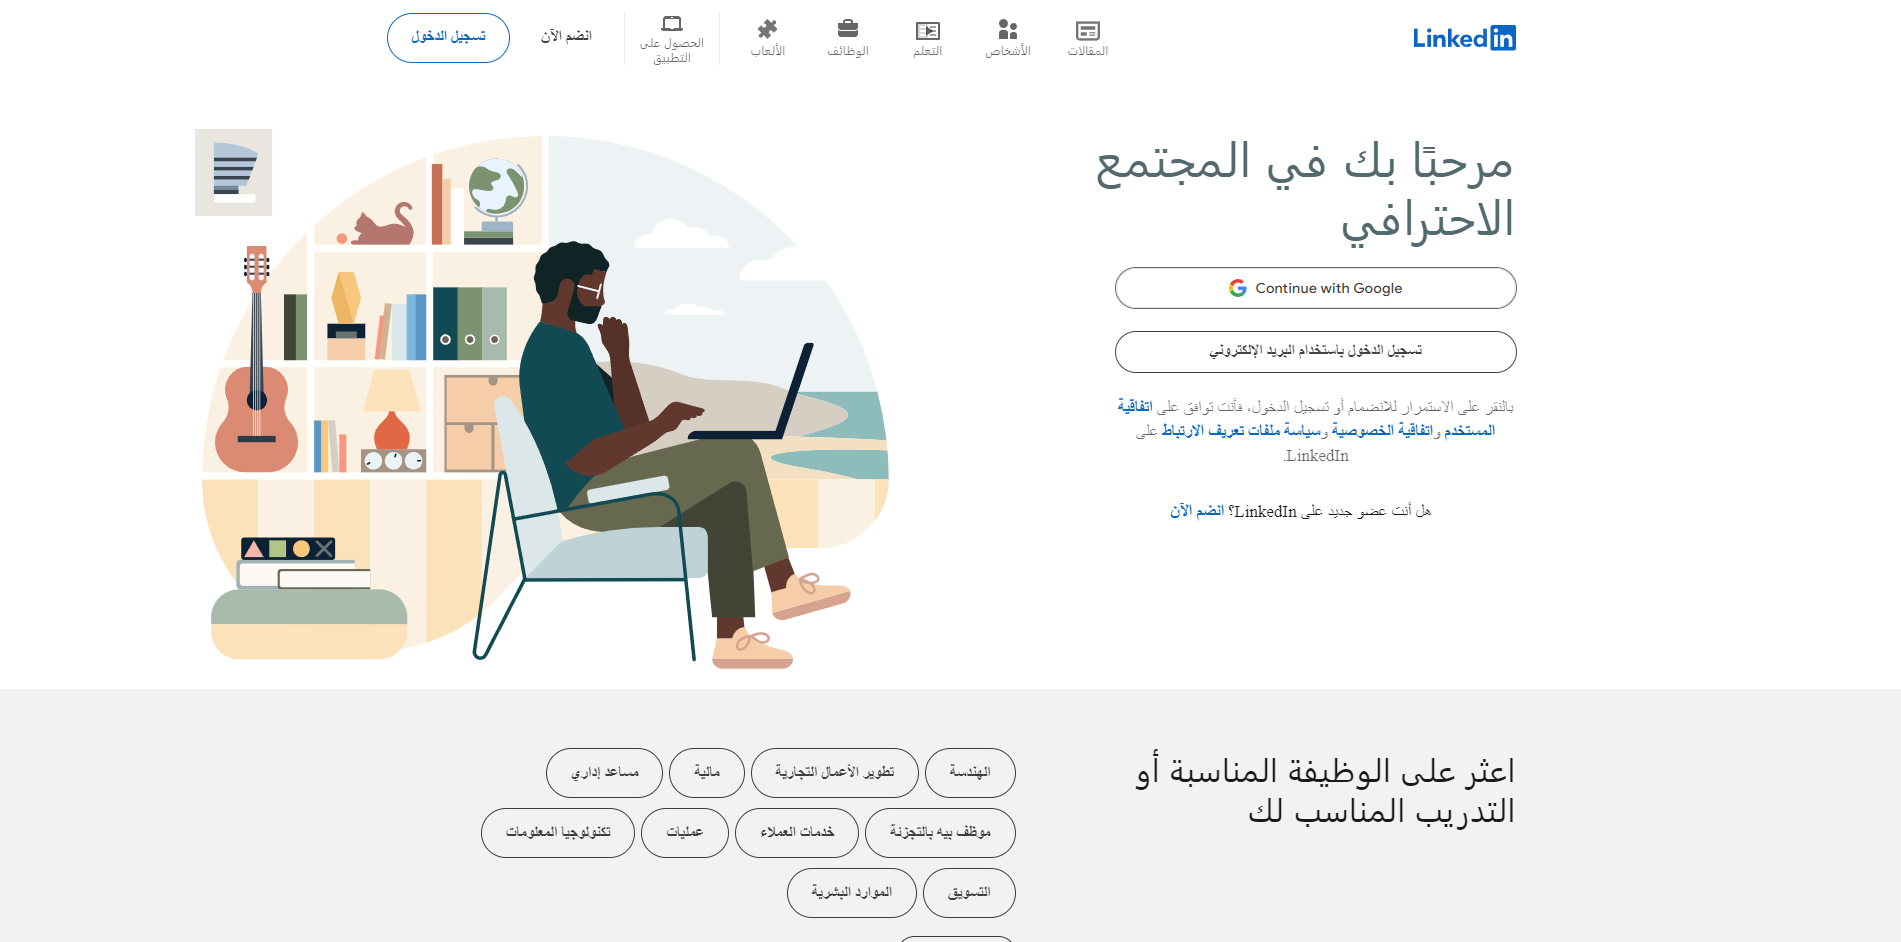 LinkedIn
المقالات
الأشخاص
التعلم
الوظائف
الألعاب
الحصول على
التطبيق
انضم الآن
تسجيل الدخول
مرحبًا بك في المجتمع
الاحترافي
Continue with Google
تسجيل الدخول باستخدام البريد الإلكتروني
بالنقر على الاستمرار للانضمام أو تسجيل الدخول، فأنت توافق على اتفاقية
المستخدم واتفاقية الخصوصية وسياسة ملفات تعريف الارتباط على
LinkedIn.
هل أنت عضو جديد على LinkedIn؟ انضم الآن
اعثر على الوظيفة المناسبة أو
التدريب المناسب لك
الهندسة
تطوير الأعمال التجارية
مالية
مساعد إداري
موظف بيه بالتجزئة
خدمات العملاء
عمليات
تكنولوجيا المعلومات
التسويق
الموارد البشرية